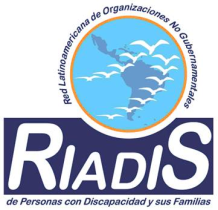 Red Latinoamericana de Organizaciones No Gubernamentales
RIADIS
de Personas con Discapacidad y sus Familias